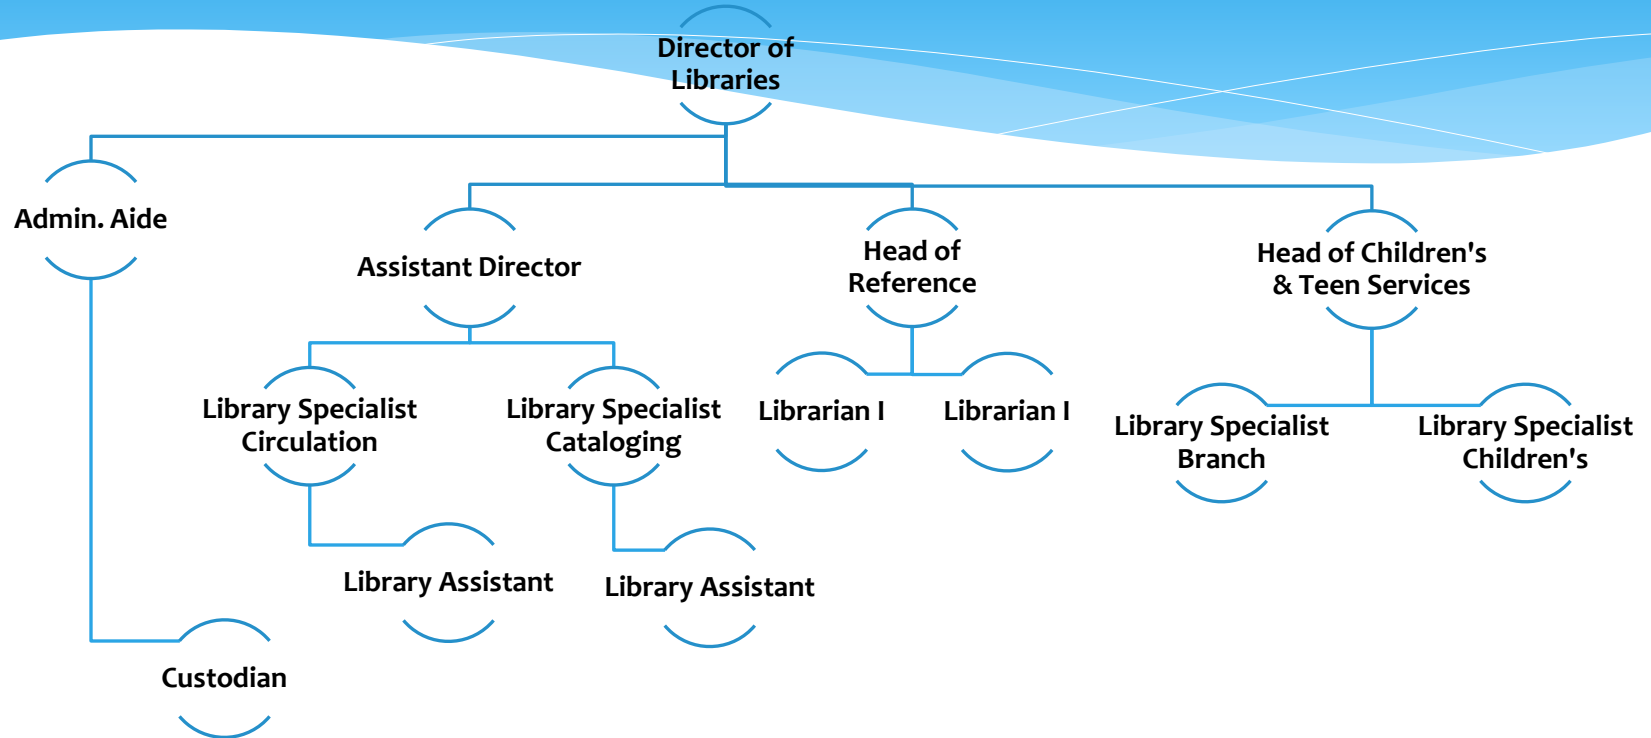 Director of
Libraries
Admin. Aide
Assistant Director
Head of
Reference
Head of Children's
& Teen Services
Library Specialist
Circulation
Library Specialist
Cataloging
Librarian I
Librarian I
Library Specialist
Branch
Library Specialist
Children's
Library Assistant
Library Assistant
Custodian